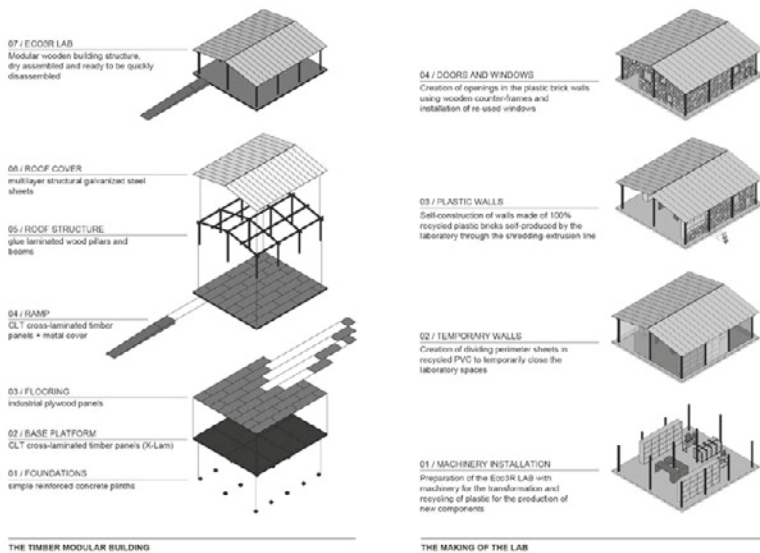 07 / ECO3R LAB
Modular wooden building structure,
dry assembled and ready to be quickly
disassembled
06 / ROOF COVER
multilayer structural galvanized steel
sheets
05 / ROOF STRUCTURE
glue laminated wood pillars and
beams
04 / RAMP
CLT cross-laminated timber
panels + metal cover
03 / FLOORING
industrial plywood panels
02 / BASE PLATFORM
CLT cross-laminated timber panels (X-Lam)
01 / FOUNDATIONS
simple reinforced concrete plinths
THE TIMBER MODULAR BUILDING
04 / DOORS AND WINDOWS
Creation of openings in the plastic brick walls
using wooden counter-frames and
installation of re-used windows
03 / PLASTIC WALLS
Self-construction of walls made of 100%
recycled plastic bricks self-produced by the
laboratory through the shredding extrusion line
02 / TEMPORARY WALLS
Creation of dividing perimeter sheets in
recycled PVC to temporarily close the
laboratory spaces
01 / MACHINERY INSTALLATION
Preparation of the Eco3R LAB with
machinery for the transformation and
recycling of plastic for the production of
new components
THE MAKING OF THE LAB